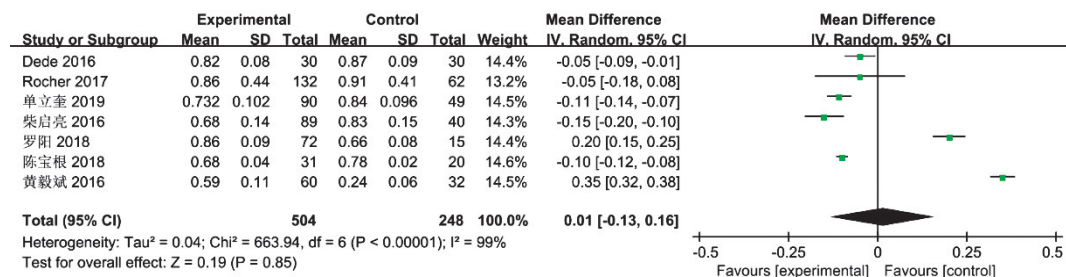 Experimental Control Mean Difference Mean Difference
Study or Subgroup Mean SD Total Mean SD Total Weight IV. Random. 95% CI IV. Random. 95% CI
Dede 2016 0.82 0.08 30 0.87 0.09 30 14.4% -0.05 [-0.09, -0.01]
Rocher 2017 0.86 0.44 132 0.91 0.41 62 13.2% -0.05 [-0.18, 0.08]
单立奎 2019 0.732 0.102 90 0.84 0.096 49 14.5% -0.11 [-0.14, -0.07]
柴启亮 2016 0.68 0.14 89 0.83 0.15 40 14.4% -0.15 [-0.20, -0.10]
罗阳 2018 0.86 0.09 72 0.66 0.08 15 14.4% 0.20 [0.15, 0.25]
陈宝根 2018 0.68 0.04 31 0.78 0.02 20 14.6% -0.10 [-0.12, -0.08]
黄毅斌 2016 0.59 0.11 60 0.24 0.06 32 14.5% 0.35 [0.32, 0.38]
Total (95% CI) 504 248 100.0% 0.01 [-0.13, 0.16]
Heterogeneity: Tau² = 0.04; Chi² = 663.94, df = 6 (P < 0.00001); I² = 99%
Test for overall effect: Z = 0.19 (P = 0.85)
-0.5 -0.25 0 0.25 0.5
Favours [experimental] Favours [control]